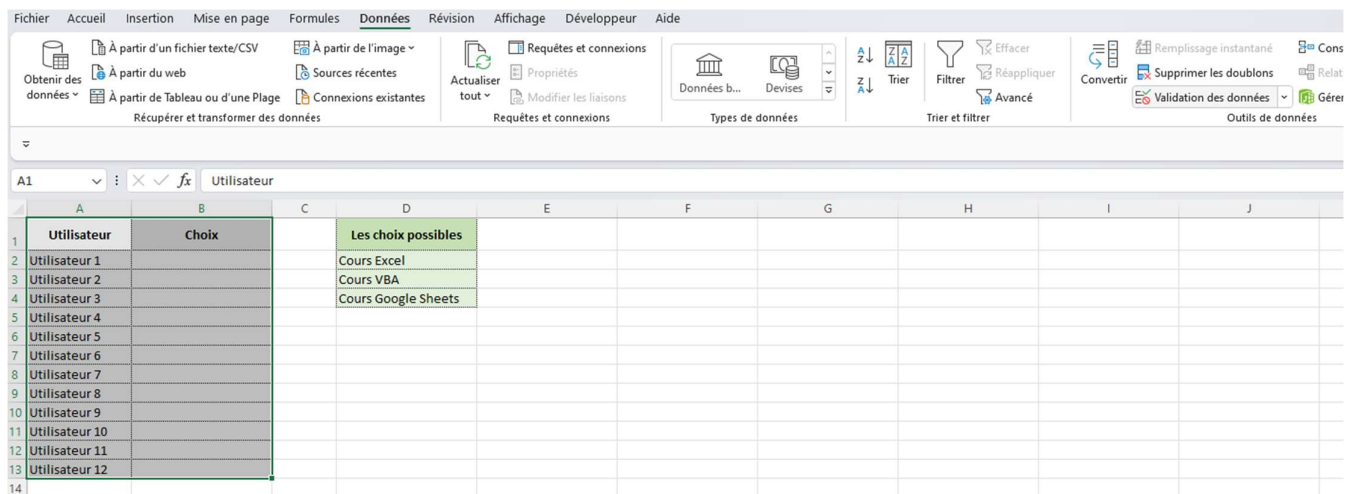 Fichier Accueil Insertion Mise en page Formules Données Révision Affichage Développeur Aide
À partir d'un fichier texte/CSV À partir de l'image Requêtes et connexions Effacer Remplissage instantané Cons
Obtenir des données À partir du web Sources récentes Actualiser tout Propriétés Données b... Devises Trier Filtrer Réappliquer Convertir Supprimer les doublons Relat
À partir de Tableau ou d'une Plage Connexions existantes Modifier les liaisons Avancé Validation des données Gérer
Récupérer et transformer des données Requêtes et connexions Types de données Trier et filtrer Outils de données
A1 fx Utilisateur
A B C D E F G H I J
1 Utilisateur Choix Les choix possibles
2 Utilisateur 1 Cours Excel
3 Utilisateur 2 Cours VBA
4 Utilisateur 3 Cours Google Sheets
5 Utilisateur 4
6 Utilisateur 5
7 Utilisateur 6
8 Utilisateur 7
9 Utilisateur 8
10 Utilisateur 9
11 Utilisateur 10
12 Utilisateur 11
13 Utilisateur 12
14